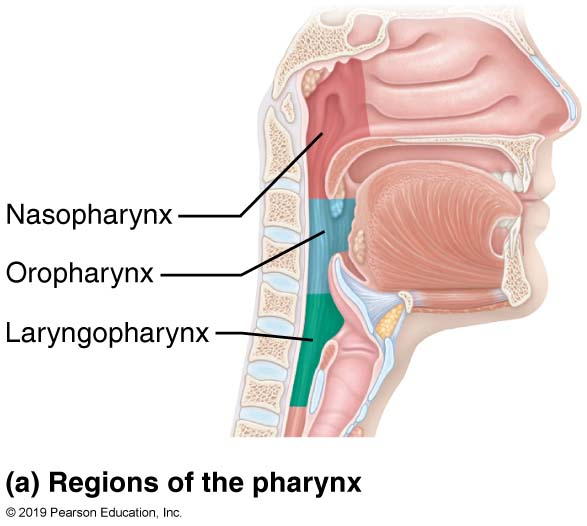 Nasopharynx
Oropharynx
Laryngopharynx
(a) Regions of the pharynx
© 2019 Pearson Education, Inc.